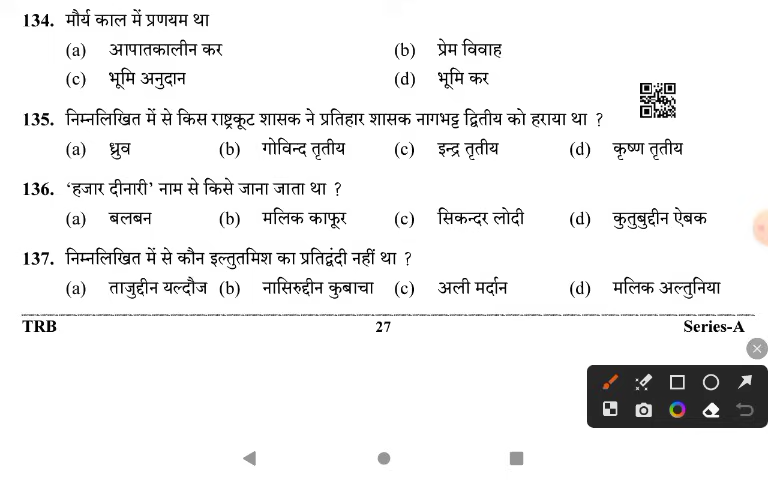 134. मौर्य काल में प्रणयम था
(a) आपातकालीन कर (b) प्रेम विवाह
(c) भूमि अनुदान (d) भूमि कर
135. निम्नलिखित में से किस राष्ट्रकूट शासक ने प्रतिहार शासक नागभट्ट द्वितीय को हराया था ?
(a) ध्रुव (b) गोविन्द तृतीय (c) इन्द्र तृतीय (d) कृष्ण तृतीय
136. ‘हजार दीनारी’ नाम से किसे जाना जाता था ?
(a) बलबन (b) मलिक काफूर (c) सिकन्दर लोदी (d) कुतुबुद्दीन ऐबक
137. निम्नलिखित में से कौन इल्तुतमिश का प्रतिद्वंदी नहीं था ?
(a) ताजुद्दीन यल्दौज (b) नासिरुद्दीन कुबाचा (c) अली मर्दान (d) मलिक अल्तुनिया
TRB 27 Series-A